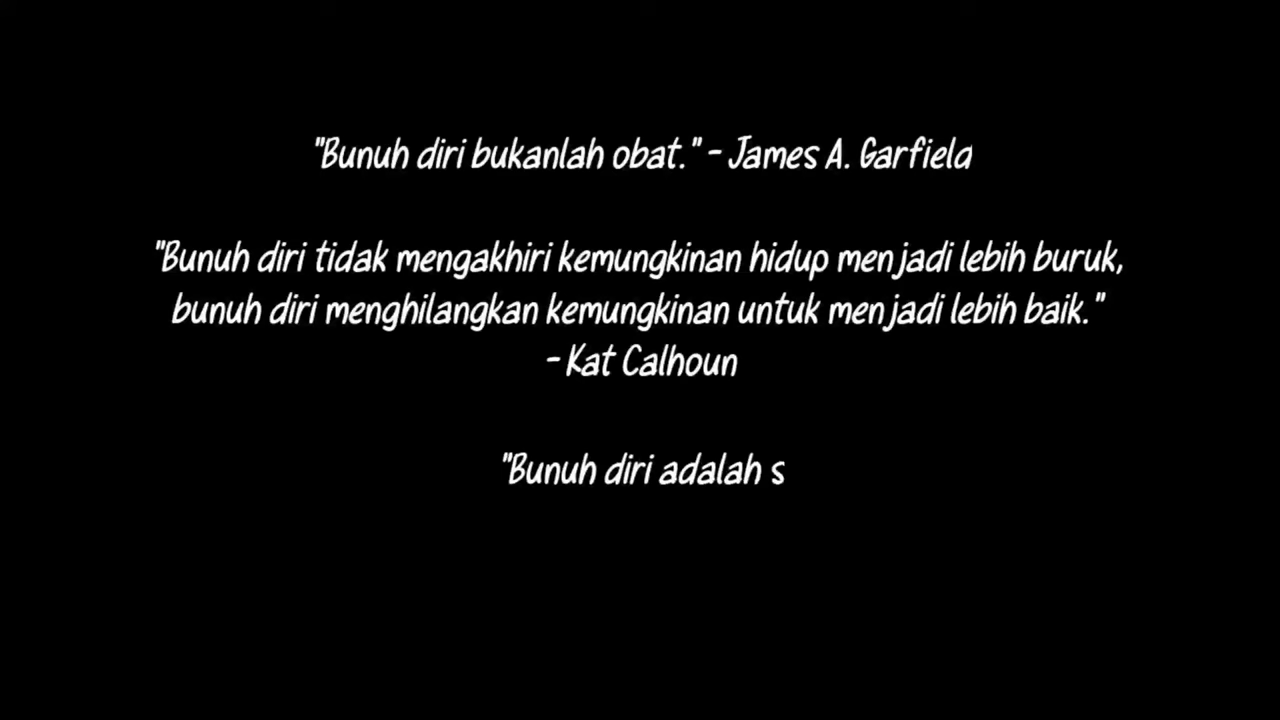 "Bunuh diri bukanlah obat." - James A. Garfield
"Bunuh diri tidak mengakhiri kemungkinan hidup menjadi lebih buruk,
bunuh diri menghilangkan kemungkinan untuk menjadi lebih baik."
- Kat Calhoun
"Bunuh diri adalah s